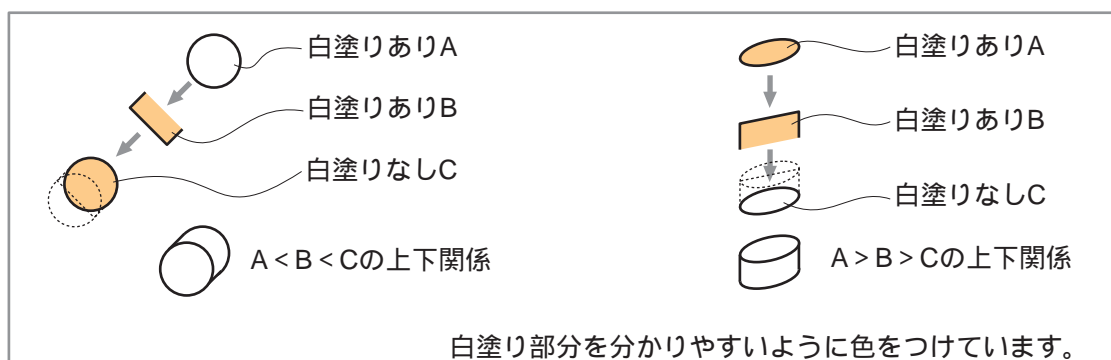 白塗りありA
白塗りありB
白塗りなしC
A<B<Cの上下関係
白塗りありA
白塗りありB
白塗りなしC
A>B>Cの上下関係
白塗り部分を分かりやすいように色をつけています。